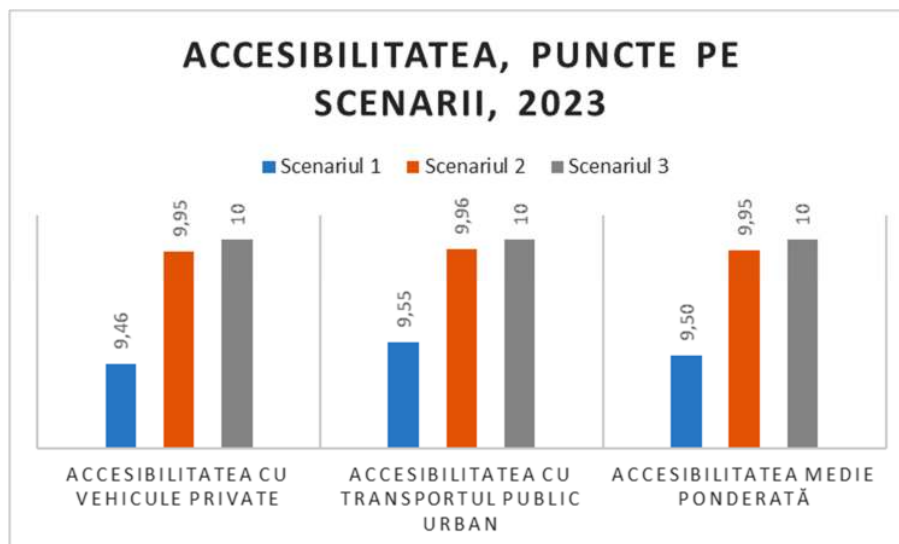 ACCESIBILITATEA, PUNCTE PE
SCENARII, 2023
Scenariul 1 Scenariul 2 Scenariul 3
9,46
9,95
10
9,55
9,96
10
9,50
9,95
10
ACCESIBILITATEA CU
VEHICULE PRIVATE
ACCESIBILITATEA CU
TRANSPORTUL PUBLIC
URBAN
ACCESIBILITATEA MEDIE
PONDERATĂ